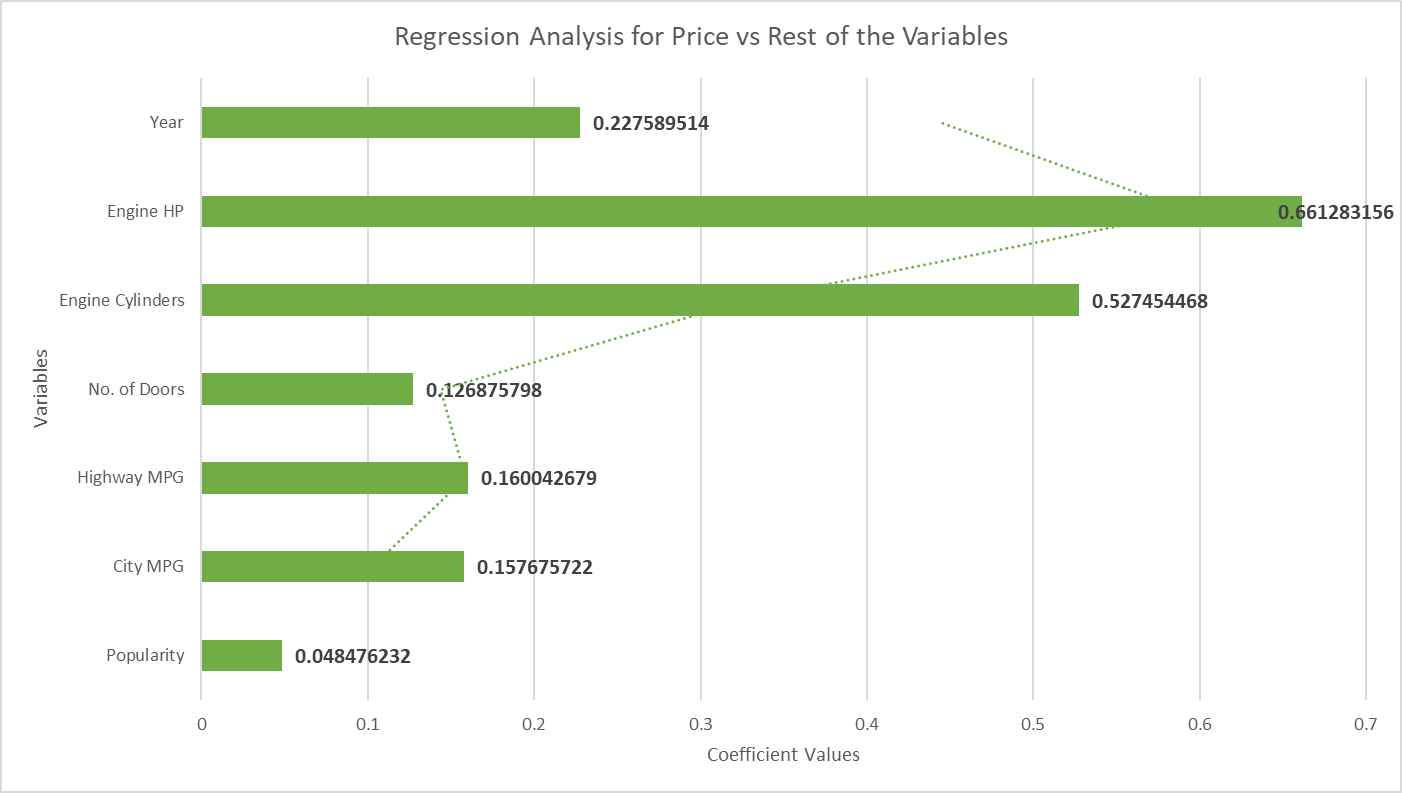 Regression Analysis for Price vs Rest of the Variables
Year
0.227589514
Engine HP
0.661283156
Engine Cylinders
0.527454468
No. of Doors
0.126875798
Highway MPG
0.160042679
City MPG
0.157675722
Popularity
0.048476232
Variables
0 0.1 0.2 0.3 0.4 0.5 0.6 0.7
Coefficient Values